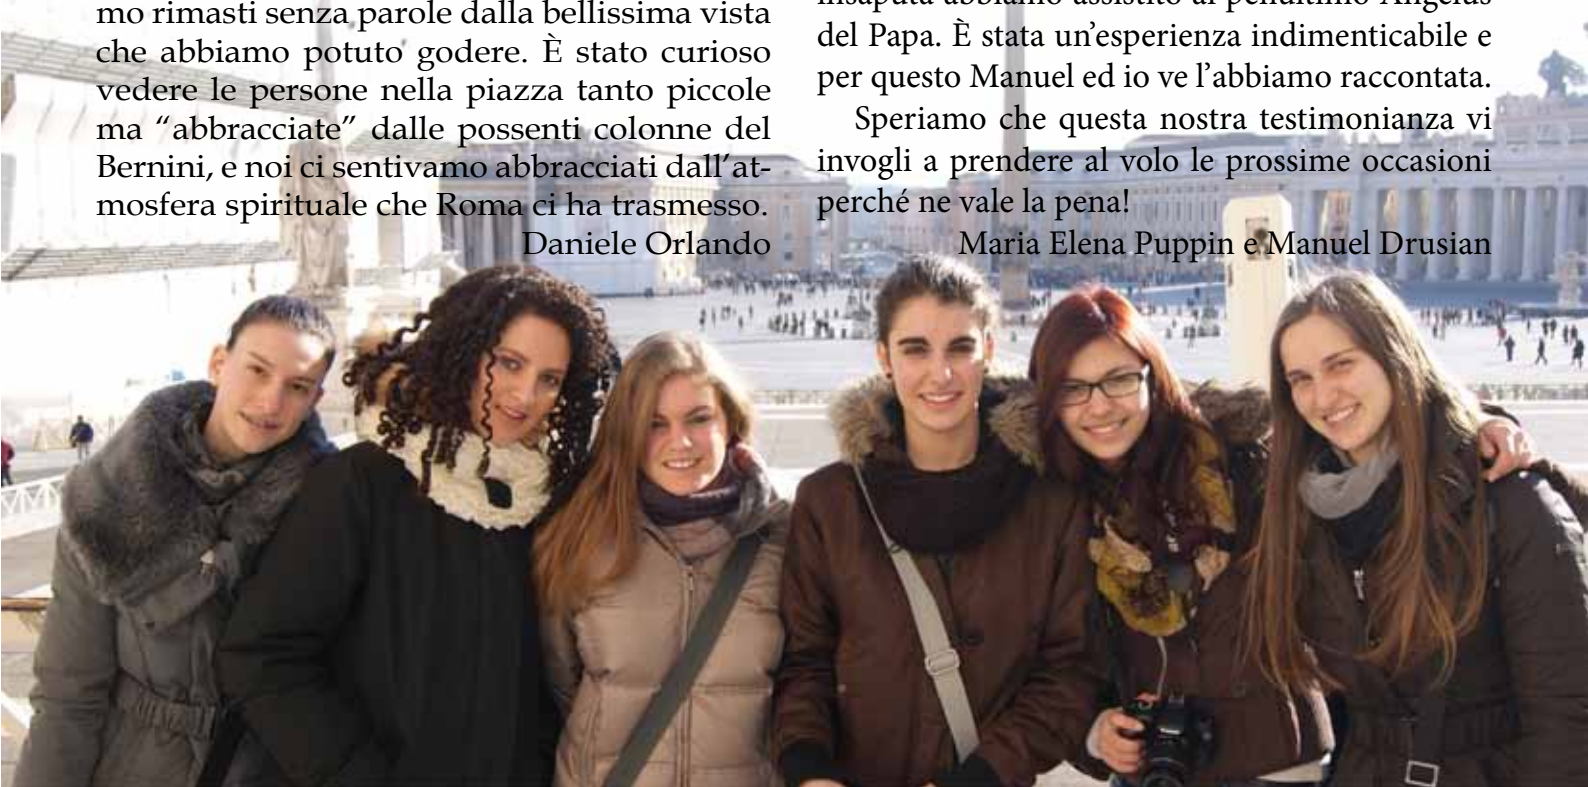 mo rimasti senza parole dalla bellissima vista
che abbiamo potuto godere. È stato curioso
vedere le persone nella piazza tanto piccole
ma “abbracciate” dalle possenti colonne del
Bernini, e noi ci sentivamo abbracciati dall’at-
mosfera spirituale che Roma ci ha trasmesso.
Daniele Orlando
insaputa abbiamo assistito al penultimo Angelus
del Papa. È stata un’esperienza indimenticabile e
per questo Manuel ed io ve l’abbiamo raccontata.
Speriamo che questa nostra testimonianza vi
invogli a prendere al volo le prossime occasioni
perché ne vale la pena!
Maria Elena Puppin e Manuel Drusian